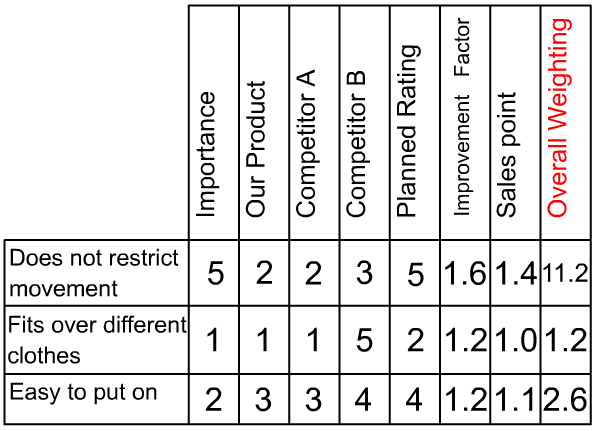 Importance
Our Product
Competitor A
Competitor B
Planned Rating
Improvement Factor
Sales point
Overall Weighting
Does not restrict
movement
5 2 2 3 5 1.6 1.4 11.2
Fits over different
clothes
1 1 1 5 2 1.2 1.0 1.2
Easy to put on
2 3 3 4 4 1.2 1.1 2.6